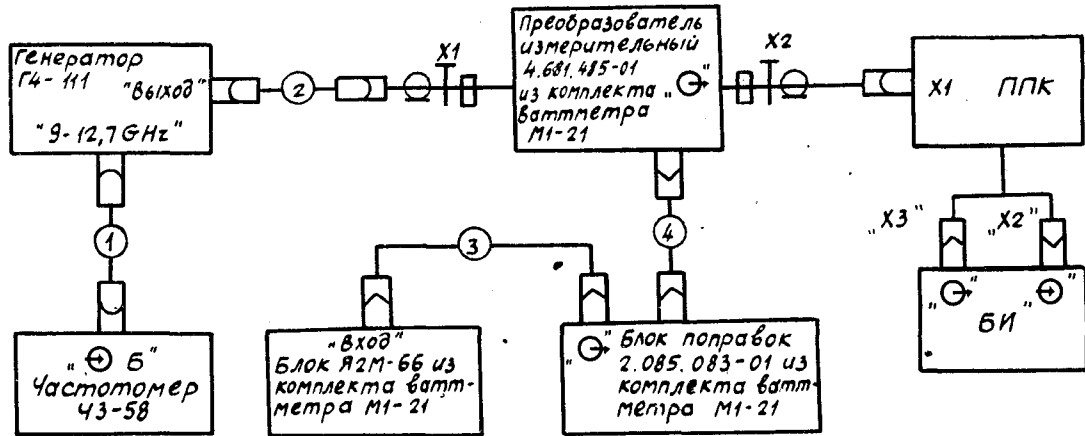 Генератор
Г4-111
"Выход"
"9-12,7 GHz"
2
X1
Преобразователь
измерительный
4.681.485-01
из комплекта "
ваттметра
М1-21
"
X2
X1 ППК
1
3
4
"X3"
"X2"
" Б"
Частотомер
Ч3-58
"Вход"
Блок Я2М-66 из
комплекта ватт-
метра М1-21
" "
Блок поправок
2.085.083-01 из
комплекта ватт-
метра М1-21
" " " "
БИ